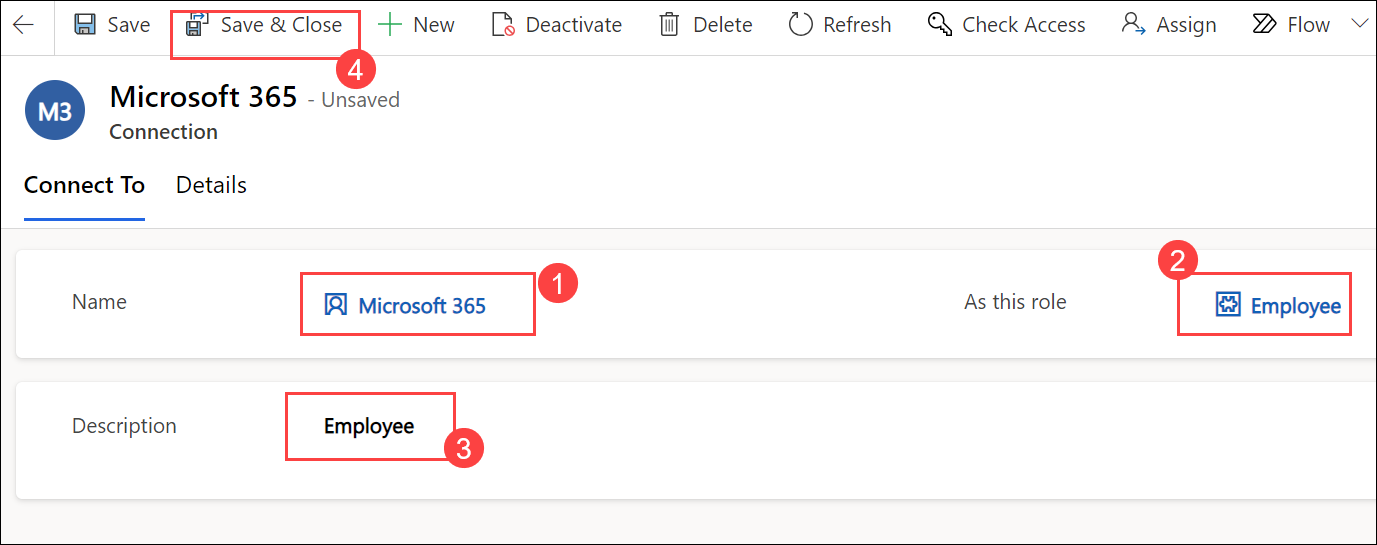 Save Save & Close New Deactivate Delete Refresh Check Access Assign Flow
4
M3 Microsoft 365 - Unsaved
Connection
Connect To Details
Name Microsoft 365 1 As this role 2 Employee
Description Employee 3